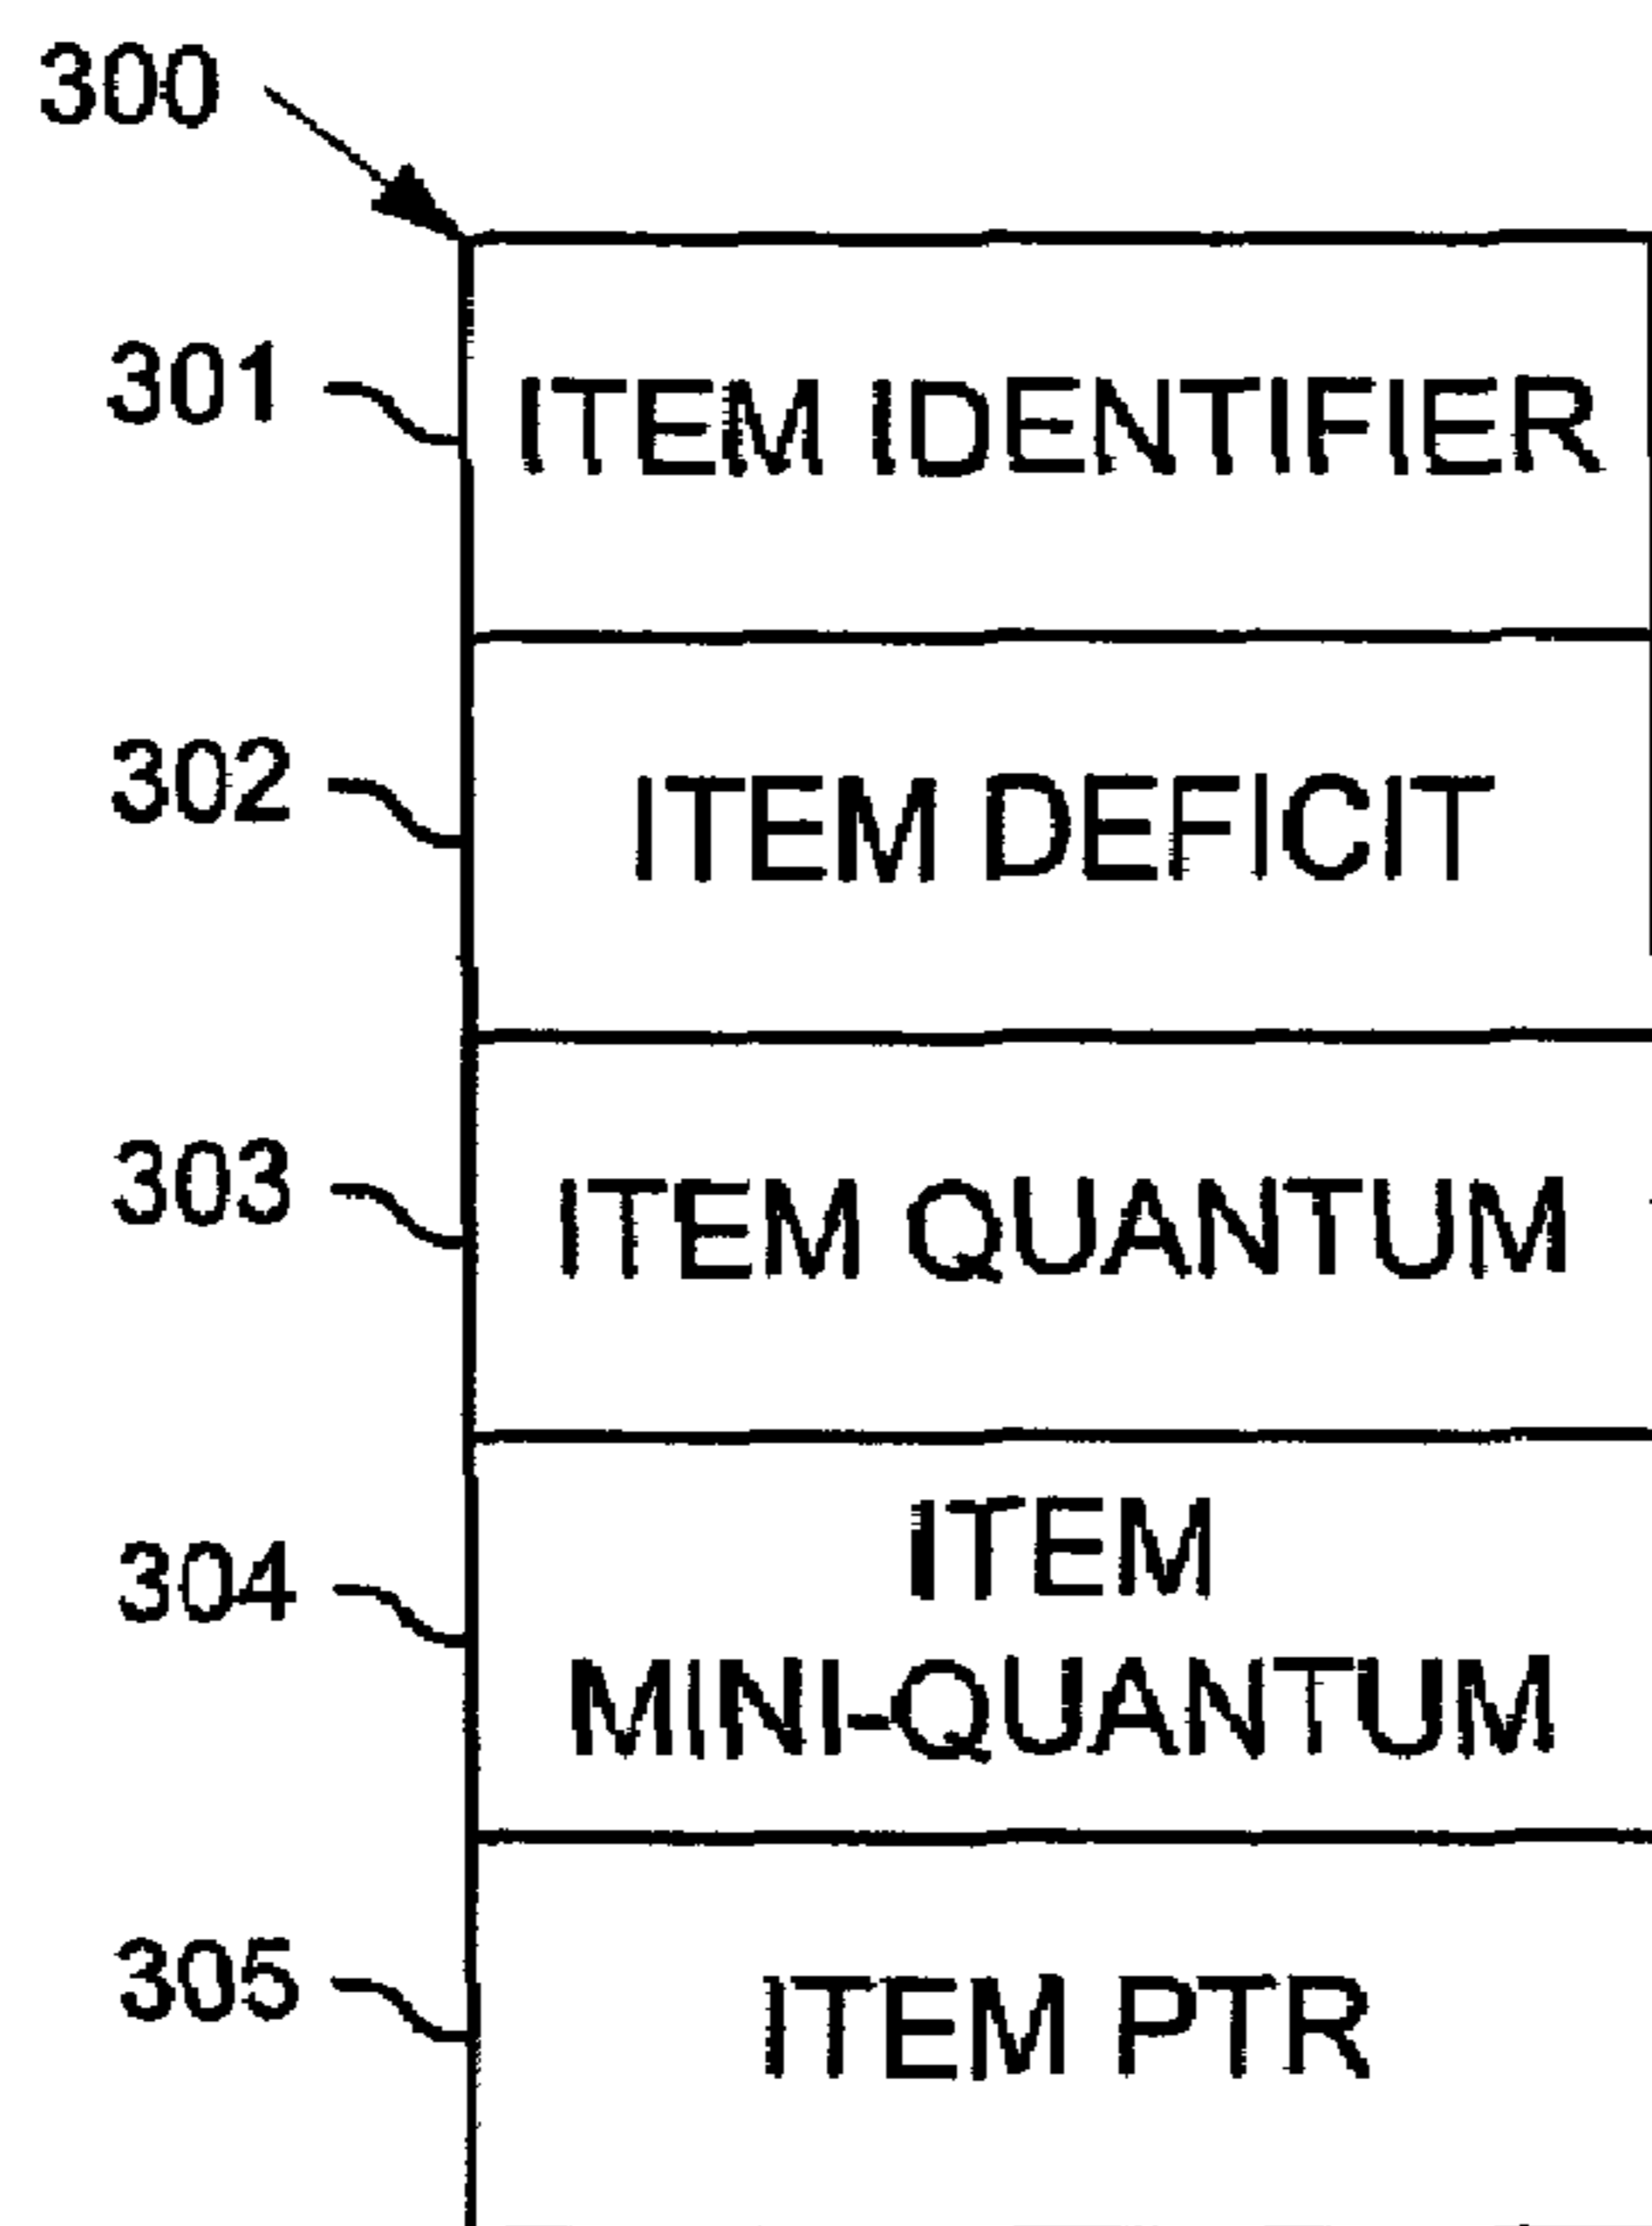 300
301 ITEM IDENTIFIER
302 ITEM DEFICIT
303 ITEM QUANTUM
304 ITEM
MINI-QUANTUM
305 ITEM PTR